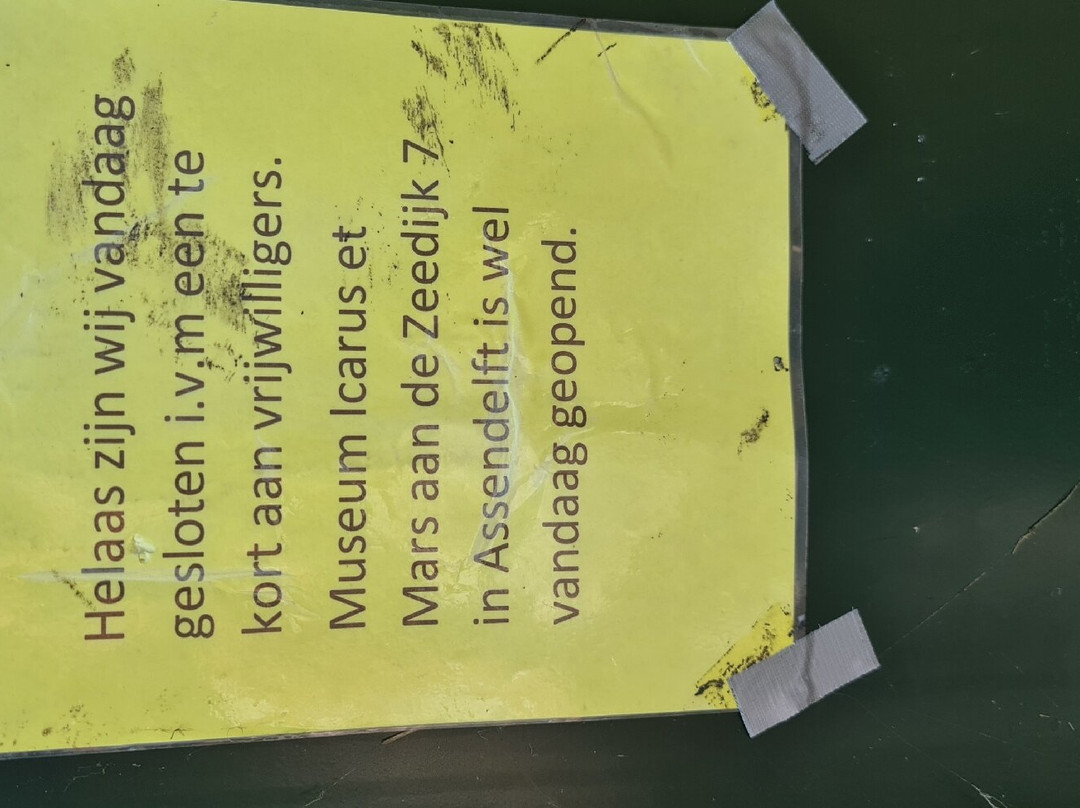 Helaas zijn wij vandaag
gesloten i.v.m een te
kort aan vrijwilligers.
Museum Icarus et
Mars aan de Zeedijk 7
in Assendelft is wel
vandaag geopend.